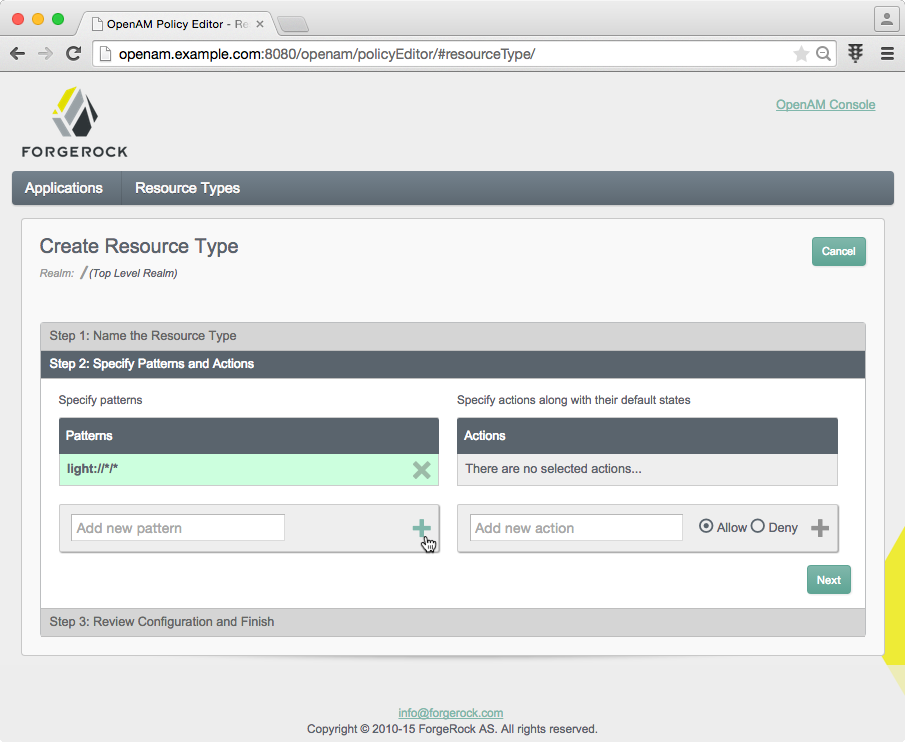 OpenAM Policy Editor - Re
openam.example.com:8080/openam/policyEditor/#resourceType/
FORGEROCK
OpenAM Console
Applications
Resource Types
Create Resource Type
Cancel
Realm: / (Top Level Realm)
Step 1: Name the Resource Type
Step 2: Specify Patterns and Actions
Specify patterns
Specify actions along with their default states
Patterns
Actions
light://*/*
There are no selected actions...
Add new pattern
Add new action
Allow
Deny
Next
Step 3: Review Configuration and Finish
info@forgerock.com
Copyright © 2010-15 ForgeRock AS. All rights reserved.